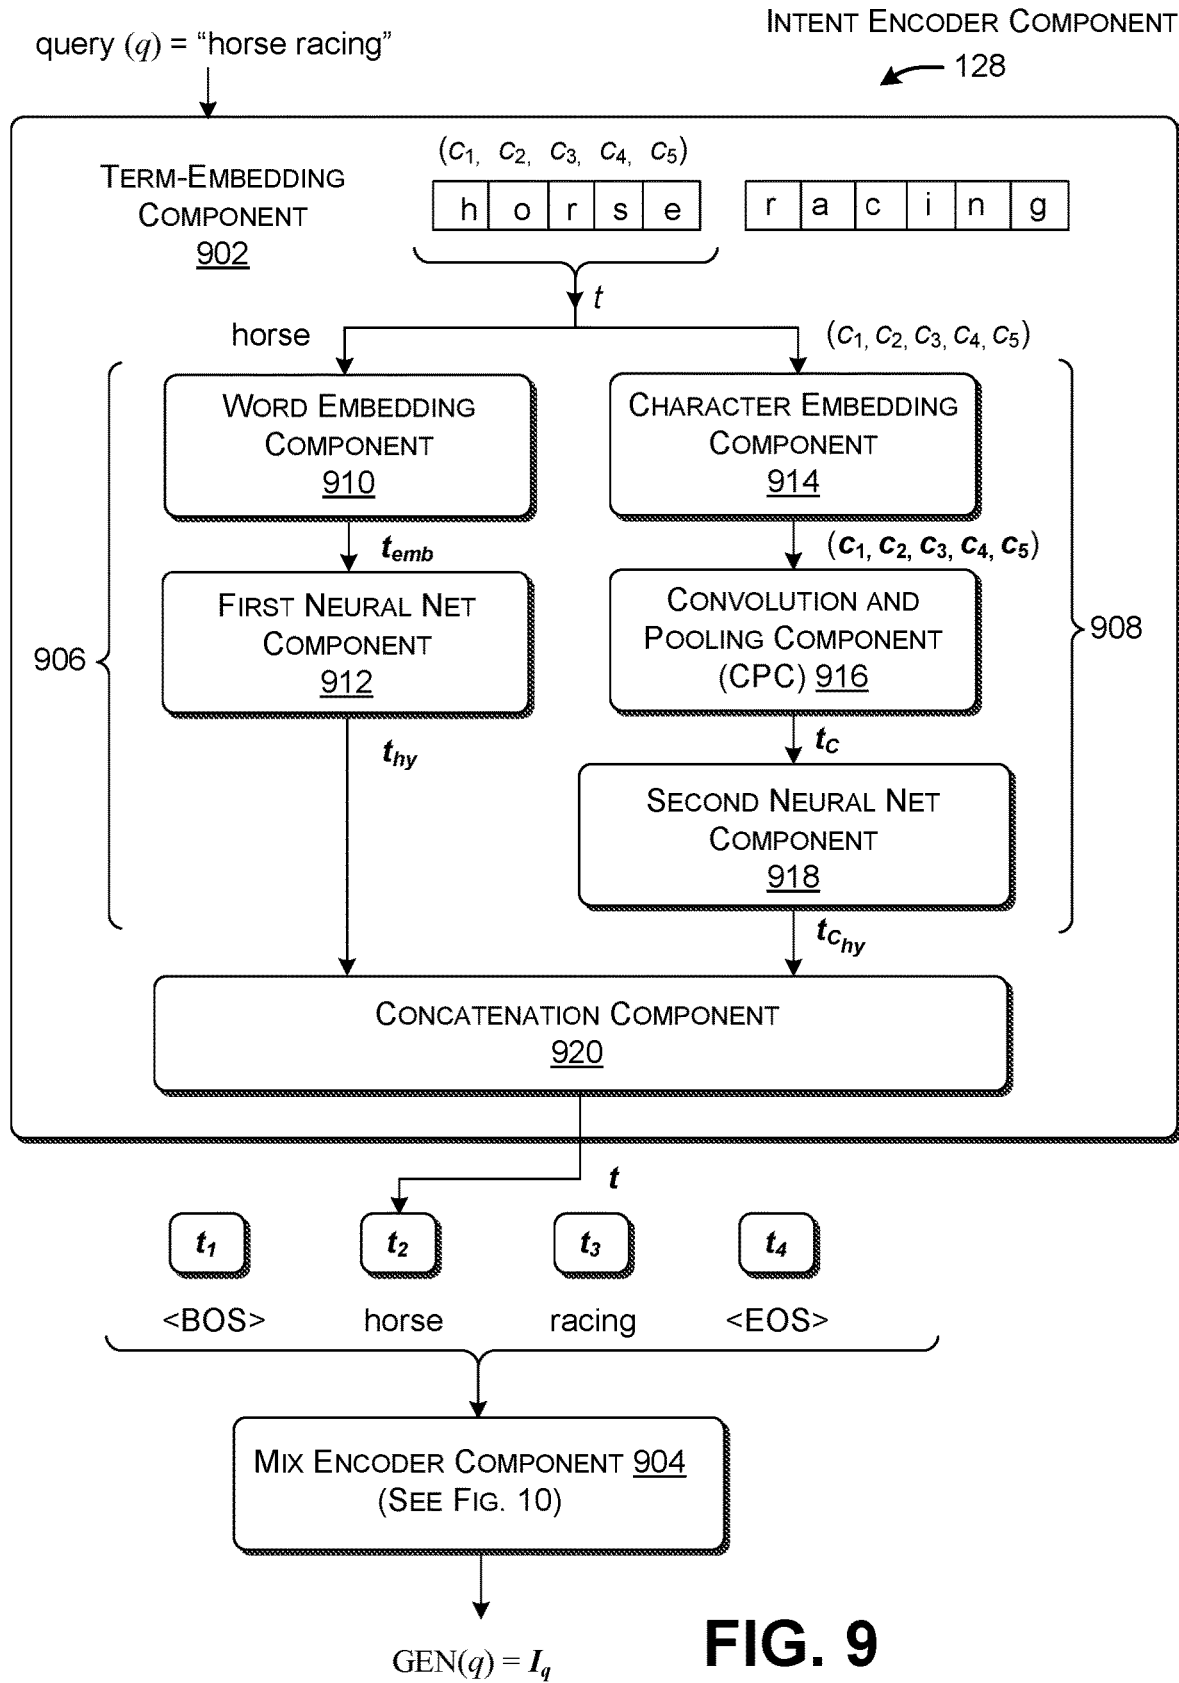 INTENT ENCODER COMPONENT
128
query (q) = “horse racing”
TERM-EMBEDDING
COMPONENT
902
(c1, c2, c3, c4, c5)
h o r s e
r a c i n g
t
horse
(c1, c2, c3, c4, c5)
906
WORD EMBEDDING
COMPONENT
910
temb
FIRST NEURAL NET
COMPONENT
912
thy
CHARACTER EMBEDDING
COMPONENT
914
(c1, c2, c3, c4, c5)
CONVOLUTION AND
POOLING COMPONENT
(CPC) 916
tC
SECOND NEURAL NET
COMPONENT
918
tChy
908
CONCATENATION COMPONENT
920
t
t1 t2 t3 t4
<BOS> horse racing <EOS>
MIX ENCODER COMPONENT 904
(SEE FIG. 10)
GEN(q) = Iq
FIG. 9